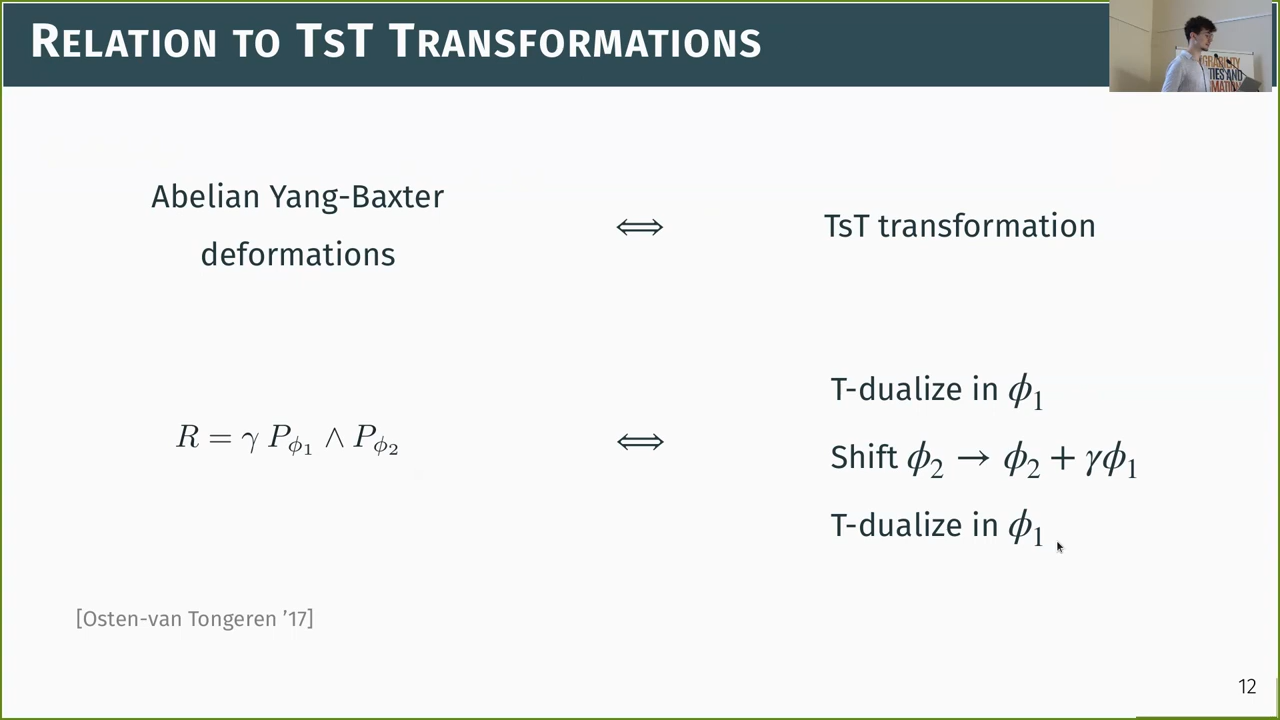 RELATION TO TST TRANSFORMATIONS
Abelian Yang-Baxter
deformations
⟺
TsT transformation
R = γ P_{ϕ₁} ∧ P_{ϕ₂}
⟺
T-dualize in ϕ₁
Shift ϕ₂ → ϕ₂ + γϕ₁
T-dualize in ϕ₁
[Osten-van Tongeren ’17]
12